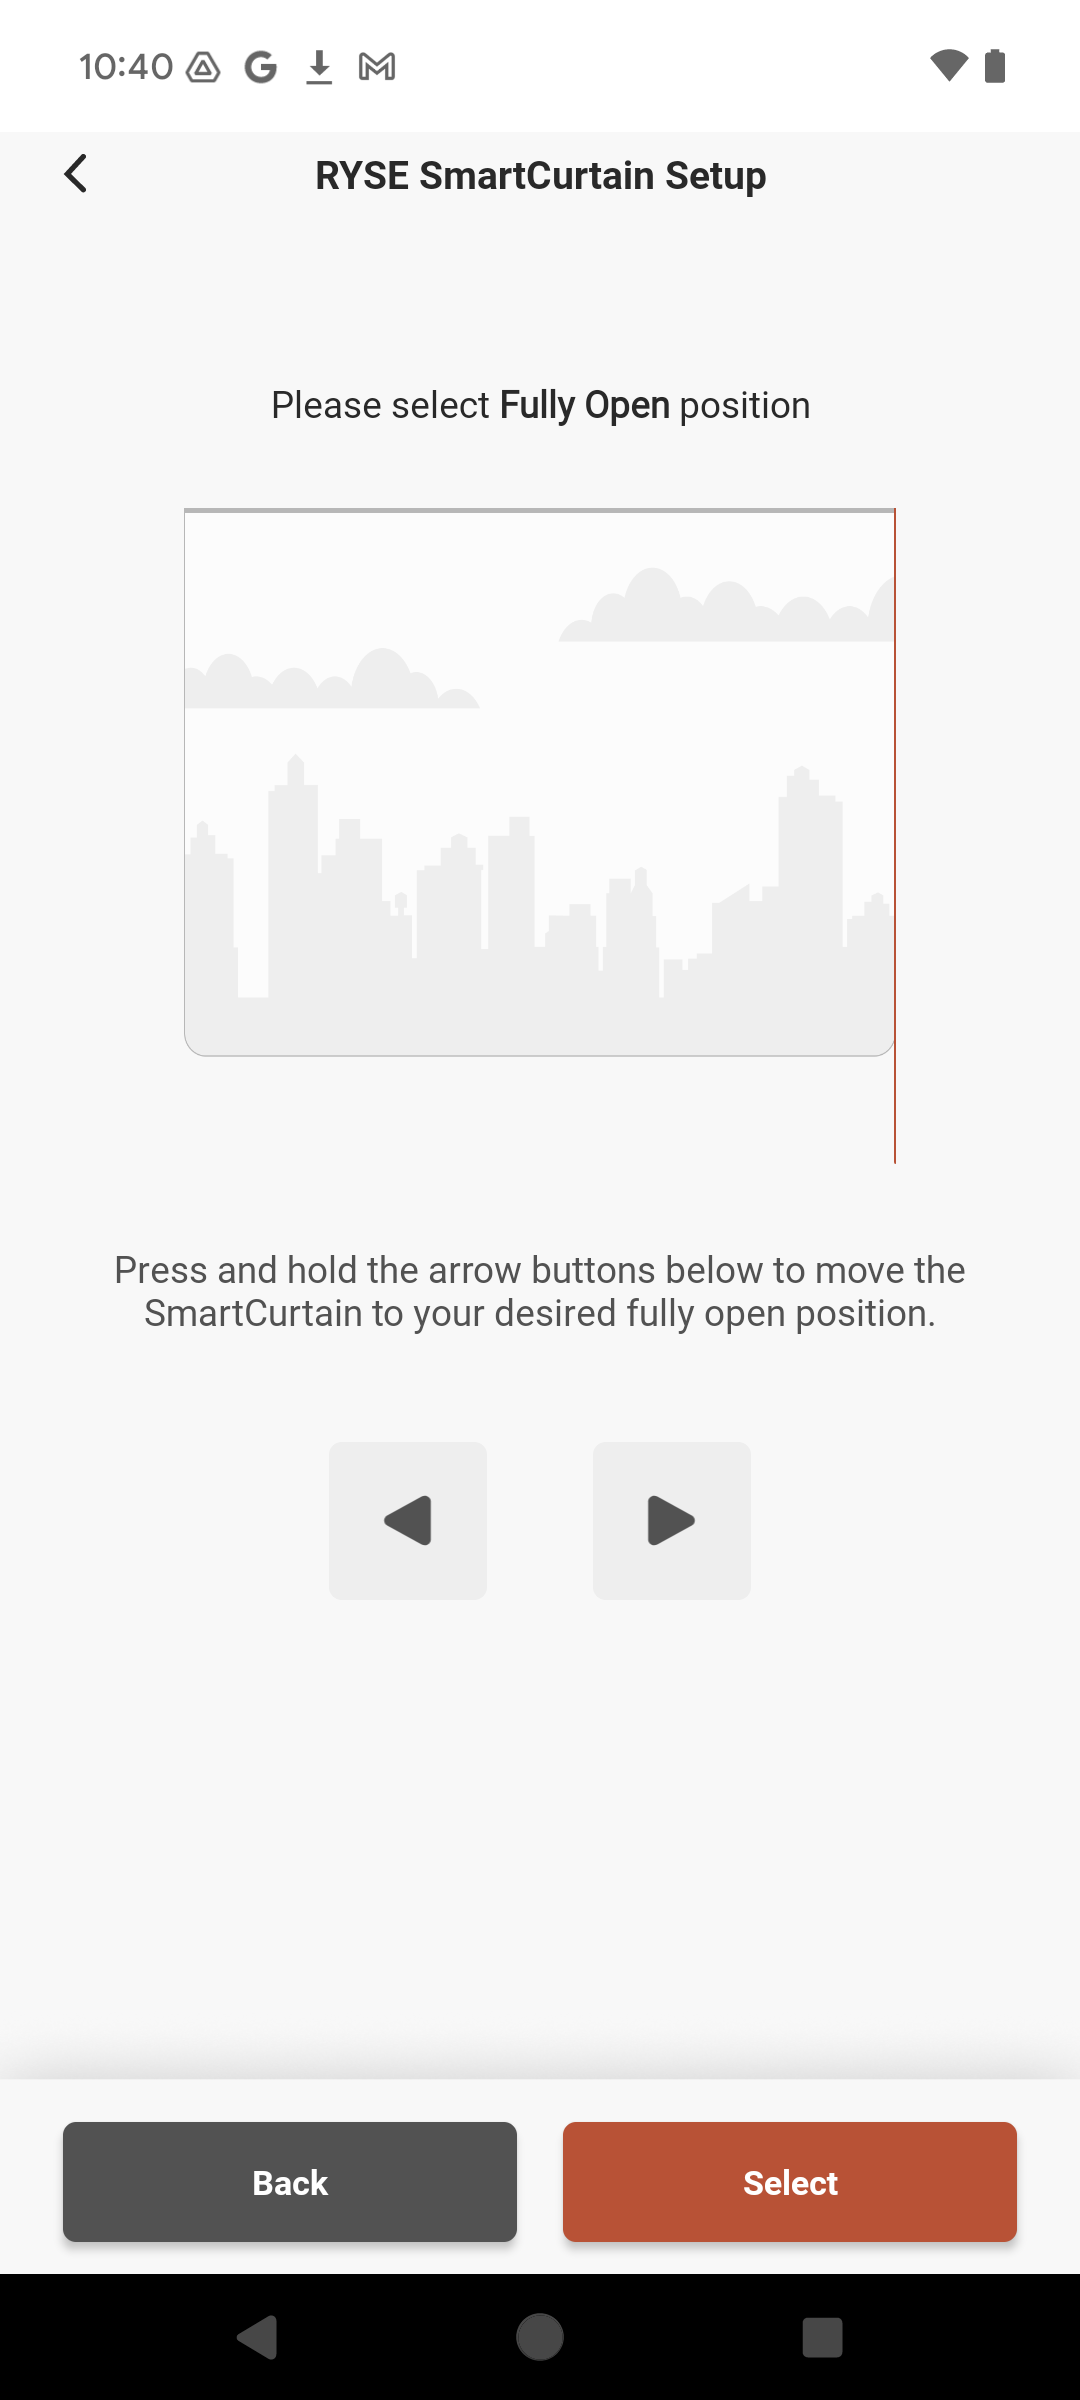 10:40
RYSE SmartCurtain Setup
Please select Fully Open position
Press and hold the arrow buttons below to move the
SmartCurtain to your desired fully open position.
Back
Select